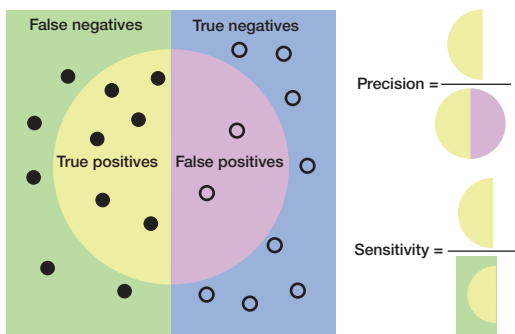 False negatives
True negatives
True positives
False positives
Precision =
Sensitivity =